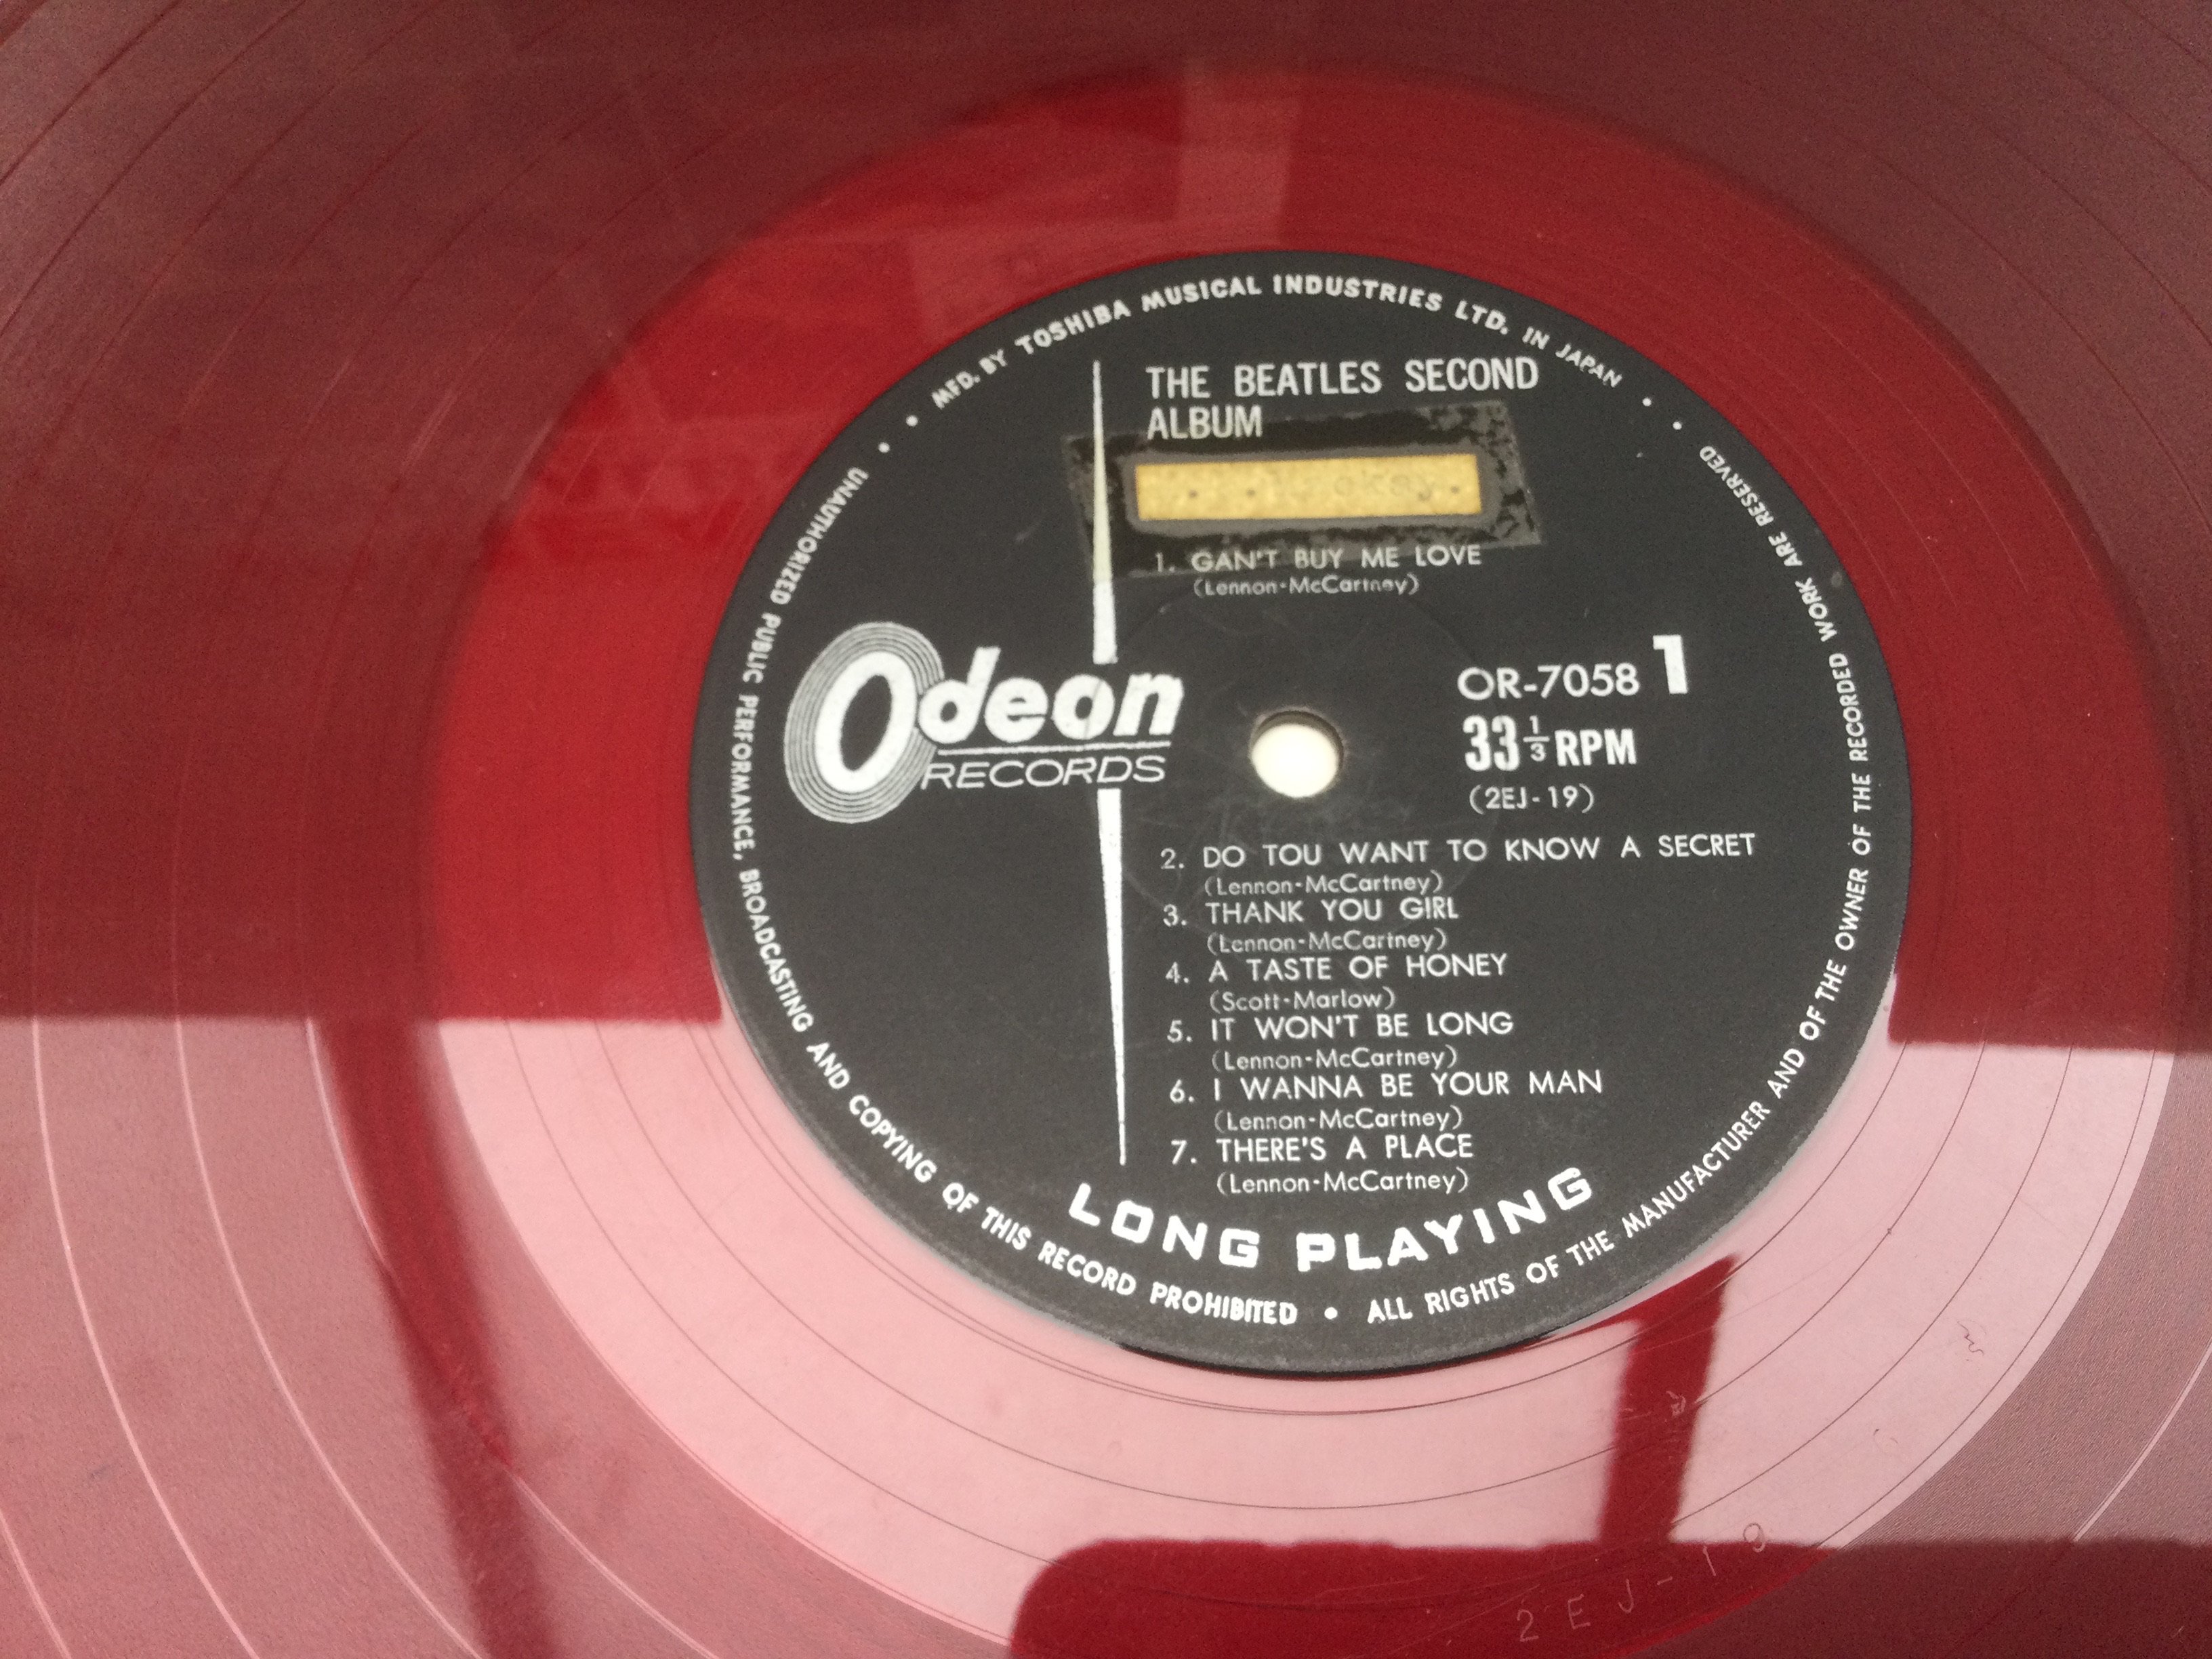 • MFD. BY TOSHIBA MUSICAL INDUSTRIES LTD. IN JAPAN •
THE BEATLES SECOND
ALBUM
okay.
1. GAN'T BUY ME LOVE
(Lennon-McCartney)
Odeon
RECORDS
OR-7058 1
33 1/3 RPM
(2EJ-19)
2. DO TOU WANT TO KNOW A SECRET
(Lennon-McCartney)
3. THANK YOU GIRL
(Lennon-McCartney)
4. A TASTE OF HONEY
(Scott-Marlow)
5. IT WON'T BE LONG
(Lennon-McCartney)
6. I WANNA BE YOUR MAN
(Lennon-McCartney)
7. THERE'S A PLACE
(Lennon-McCartney)
LONG PLAYING
• UNAUTHORIZED PUBLIC PERFORMANCE, BROADCASTING AND COPYING OF THIS RECORD PROHIBITED • ALL RIGHTS OF THE MANUFACTURER AND OF THE OWNER OF THE RECORDED WORK ARE RESERVED •
2EJ-19